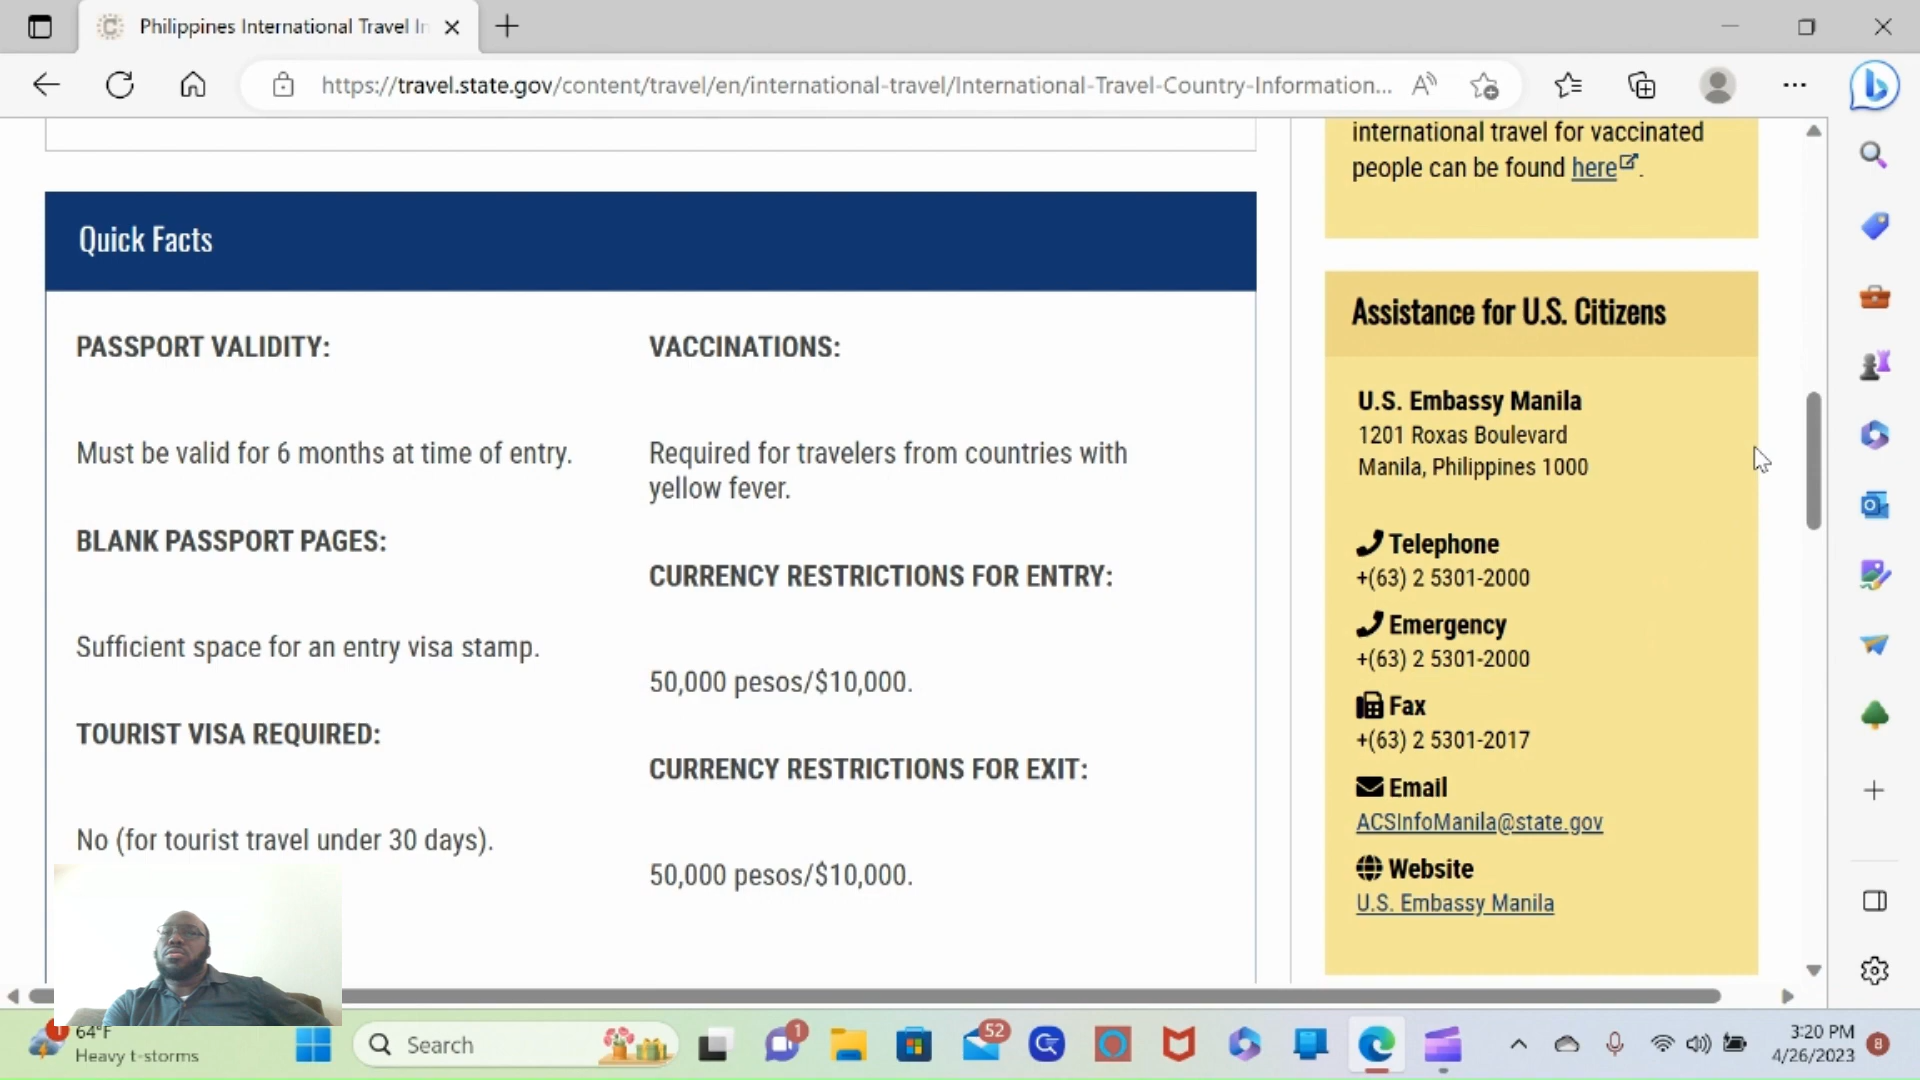 Philippines International Travel In
https://travel.state.gov/content/travel/en/international-travel/International-Travel-Country-Information...
international travel for vaccinated
people can be found here.
Quick Facts
PASSPORT VALIDITY:
Must be valid for 6 months at time of entry.
BLANK PASSPORT PAGES:
Sufficient space for an entry visa stamp.
TOURIST VISA REQUIRED:
No (for tourist travel under 30 days).
VACCINATIONS:
Required for travelers from countries with
yellow fever.
CURRENCY RESTRICTIONS FOR ENTRY:
50,000 pesos/$10,000.
CURRENCY RESTRICTIONS FOR EXIT:
50,000 pesos/$10,000.
Assistance for U.S. Citizens
U.S. Embassy Manila
1201 Roxas Boulevard
Manila, Philippines 1000
Telephone
+(63) 2 5301-2000
Emergency
+(63) 2 5301-2000
Fax
+(63) 2 5301-2017
Email
ACSInfoManila@state.gov
Website
U.S. Embassy Manila
1
64°F
Heavy t-storms
Search
1
52
3:20 PM
4/26/2023
8